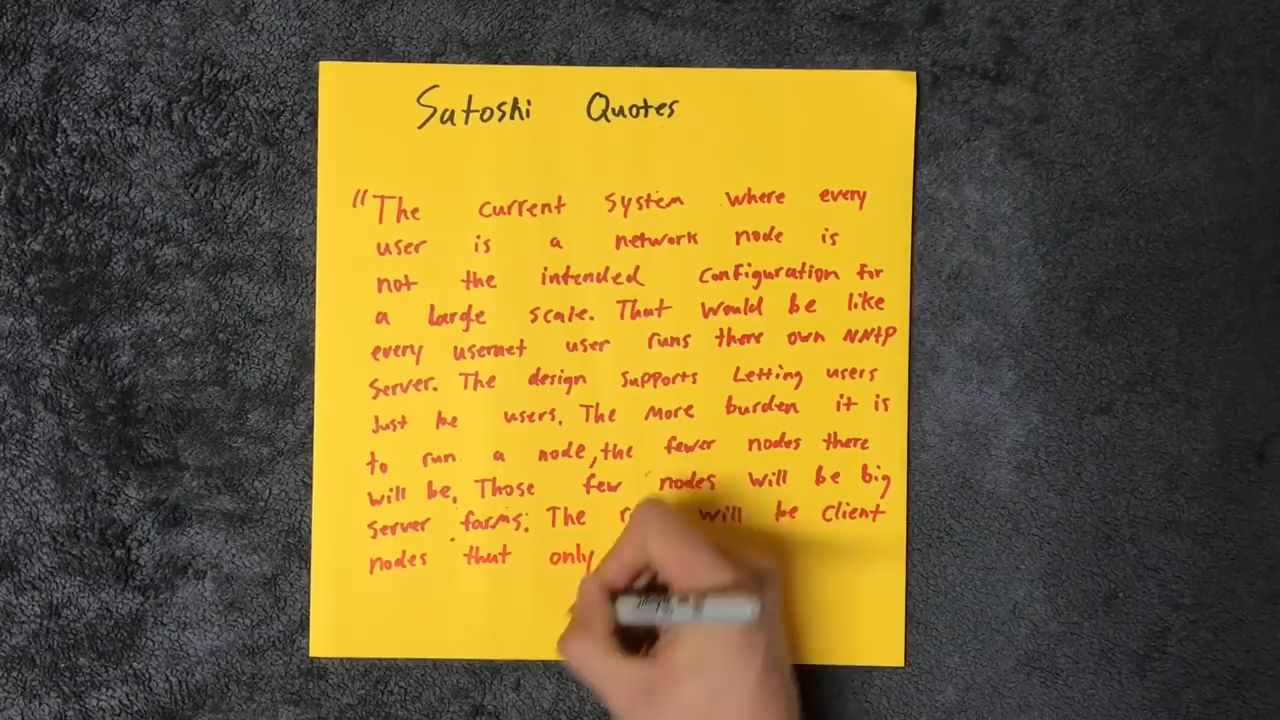 Satoshi Quotes
"The current system where every
user is a network node is
not the intended configuration for
a large scale. That would be like
every usernet user runs there own NNtP
server. The design supports Letting users
Just be users. The more burden it is
to run a node, the fewer nodes there
will be. Those few nodes will be big
server farms. The will be client
nodes that only